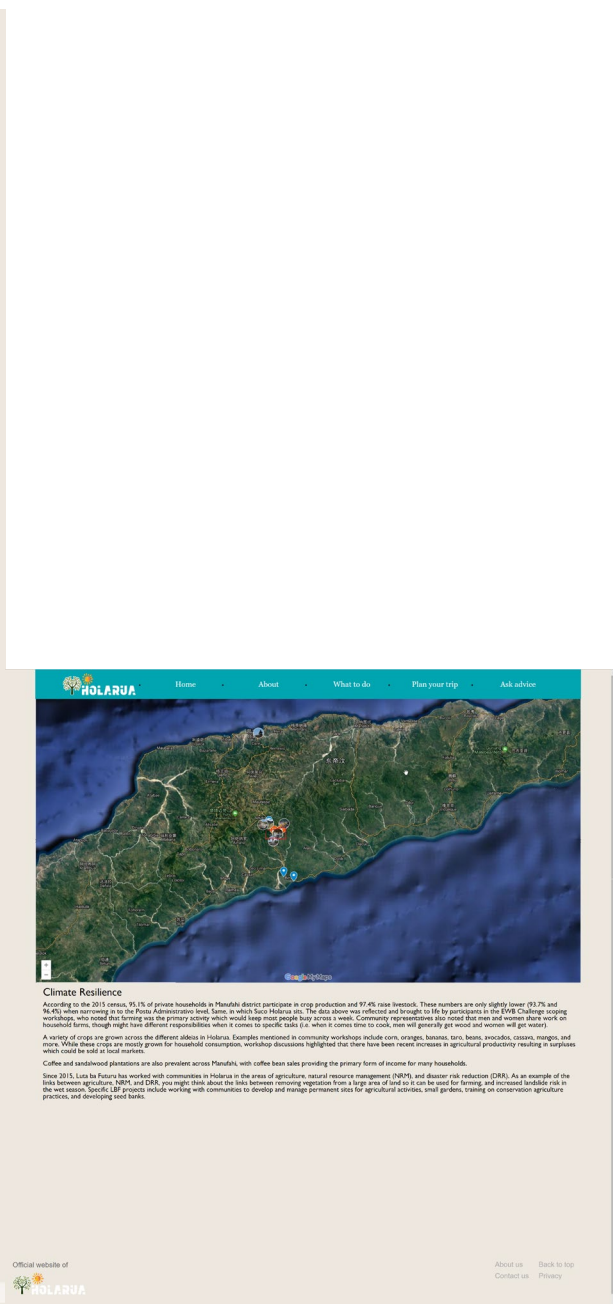 HOLARUA
Home
About
What to do
Plan your trip
Ask advice
Google My Maps
Climate Resilience
According to the 2015 census, 95.1% of private households in Manufahi district participate in crop production and 97.4% raise livestock. These numbers are only slightly lower (93.7% and
96.4%) when narrowing in to the Postu Administrativo level, Same, in which Suco Holarua sits. The data above was reflected and brought to life by participants in the EWB Challenge scoping
workshops, who noted that farming was the primary activity which would keep most people busy across a week. Community representatives also noted that men and women share work on
household farms, though might have different responsibilities when it comes to specific tasks (i.e. when it comes time to cook, men will generally get wood and women will get water).
A variety of crops are grown across the different aldeias in Holarua. Examples mentioned in community workshops include corn, oranges, bananas, taro, beans, avocados, cassava, mangos, and
more. While these crops are mostly grown for household consumption, workshop discussions highlighted that there have been recent increases in agricultural productivity resulting in surpluses
which could be sold at local markets.
Coffee and sandalwood plantations are also prevalent across Manufahi, with coffee bean sales providing the primary form of income for many households.
Since 2015, Luta ba Futuru has worked with communities in Holarua in the areas of agriculture, natural resource management (NRM), and disaster risk reduction (DRR). As an example of the
links between agriculture, NRM, and DRR, you might think about the links between removing vegetation from a large area of land so it can be used for farming, and increased landslide risk in
the wet season. Specific LBF projects include working with communities to develop and manage permanent sites for agricultural activities, small gardens, training on conservation agriculture
practices, and developing seed banks.
Official website of
HOLARUA
About us
Back to top
Contact us
Privacy